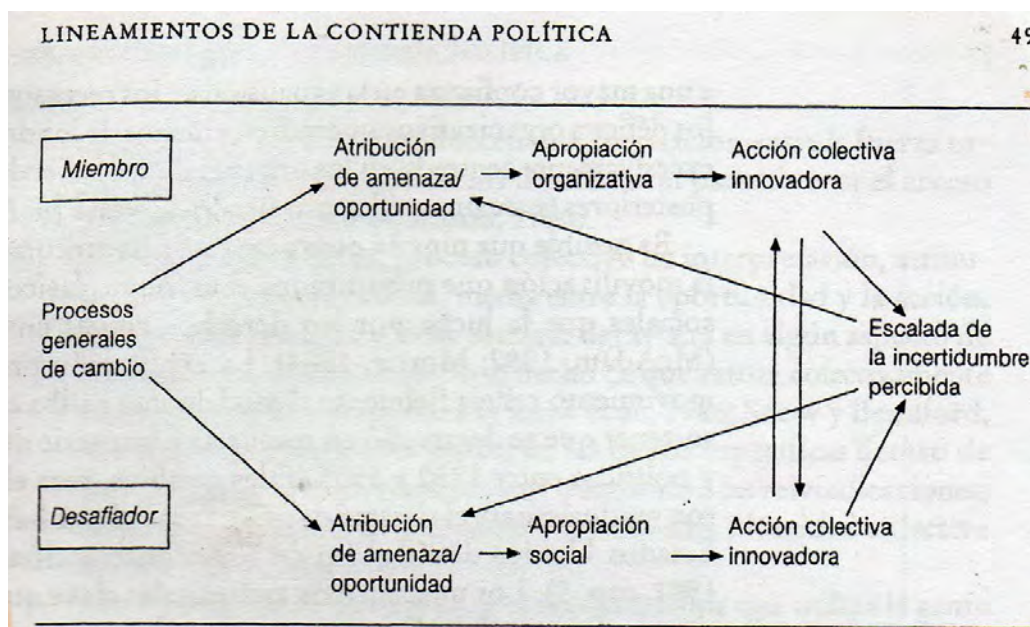 LINEAMIENTOS DE LA CONTIENDA POLÍTICA
49
Miembro
Atribución
de amenaza/
oportunidad
Apropiación
organizativa
Acción colectiva
innovadora
Procesos
generales
de cambio
Escalada de
la incertidumbre
percibida
Desafiador
Atribución
de amenaza/
oportunidad
Apropiación
social
Acción colectiva
innovadora